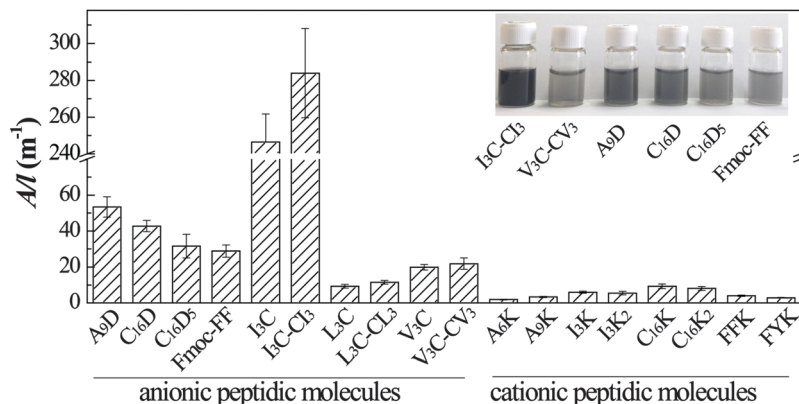 300
280
260
240
60
40
20
0
A/l (m⁻¹)
I₃C-CI₃
V₃C-CV₃
A₉D
C₁₆D
C₁₆D₅
Fmoc-FF
A₉D
C₁₆D
C₁₆D₅
Fmoc-FF
I₃C
I₃C-CI₃
L₃C
L₃C-CL₃
V₃C
V₃C-CV₃
A₆K
A₉K
I₃K
I₃K₂
C₁₆K
C₁₆K₂
FFK
FYK
anionic peptidic molecules
cationic peptidic molecules